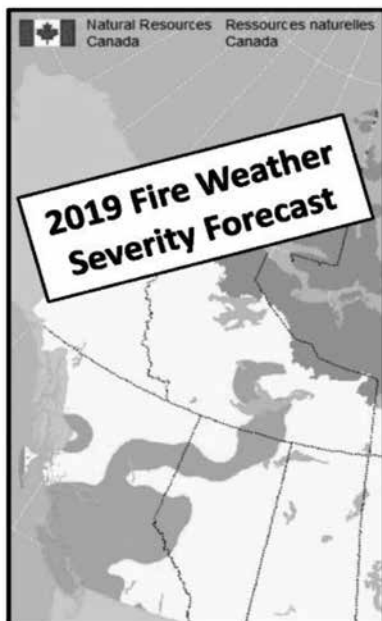 Natural Resources Ressources naturelles
Canada Canada
2019 Fire Weather
Severity Forecast